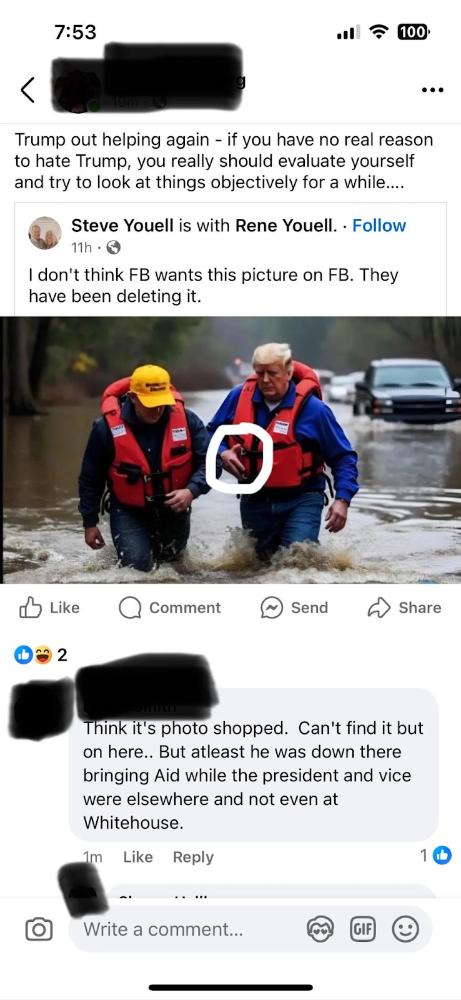 7:53
100
19m
Trump out helping again - if you have no real reason
to hate Trump, you really should evaluate yourself
and try to look at things objectively for a while....
Steve Youell is with Rene Youell. · Follow
11h ·
I don't think FB wants this picture on FB. They
have been deleting it.
Like
Comment
Send
Share
2
Smith
Think it's photo shopped.  Can't find it but
on here.. But atleast he was down there
bringing Aid while the president and vice
were elsewhere and not even at
Whitehouse.
1m
Like
Reply
1
Write a comment...
GIF